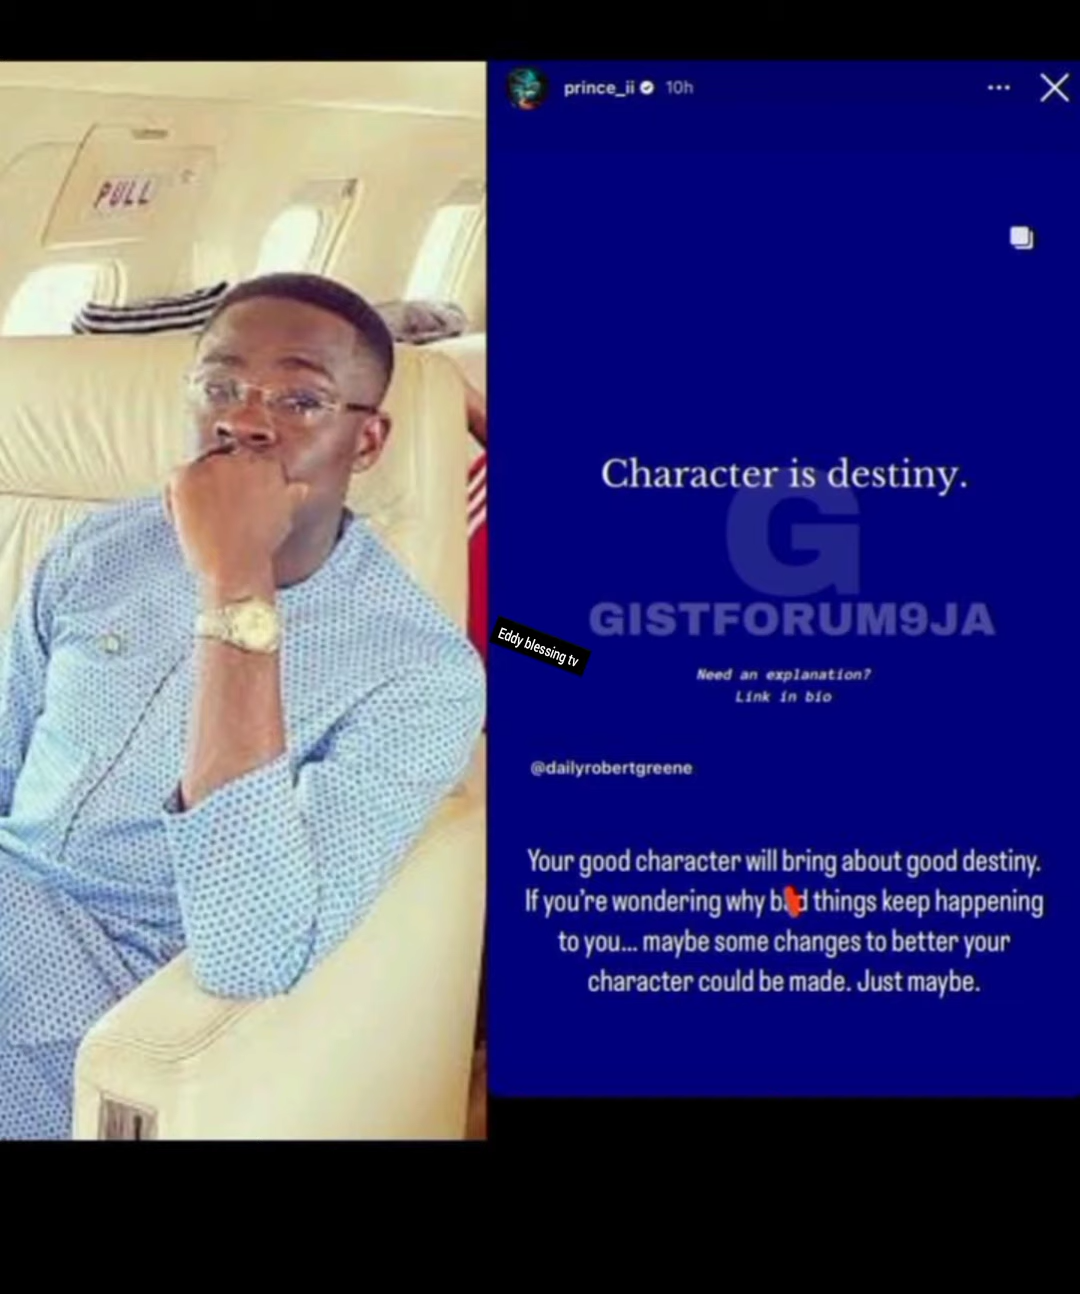 PULL
prince_ii 10h
Character is destiny.
G
GISTFORUM9JA
Eddy blessing tv
Need an explanation?
Link in bio
@dailyrobertgreene
Your good character will bring about good destiny.
If you're wondering why bad things keep happening
to you... maybe some changes to better your
character could be made. Just maybe.